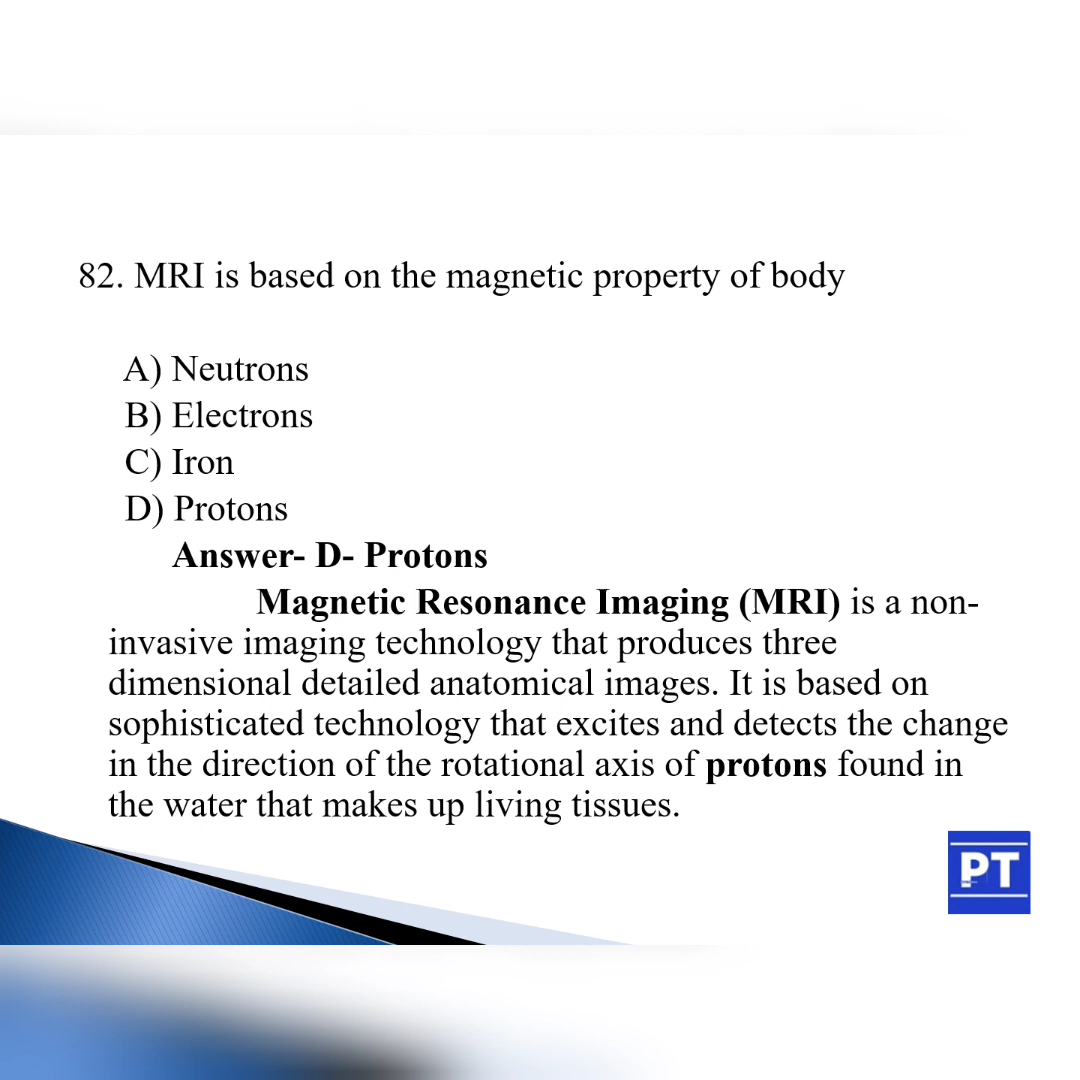 82. MRI is based on the magnetic property of body
A) Neutrons
B) Electrons
C) Iron
D) Protons
Answer- D- Protons
Magnetic Resonance Imaging (MRI) is a non-
invasive imaging technology that produces three
dimensional detailed anatomical images. It is based on
sophisticated technology that excites and detects the change
in the direction of the rotational axis of protons found in
the water that makes up living tissues.
PT